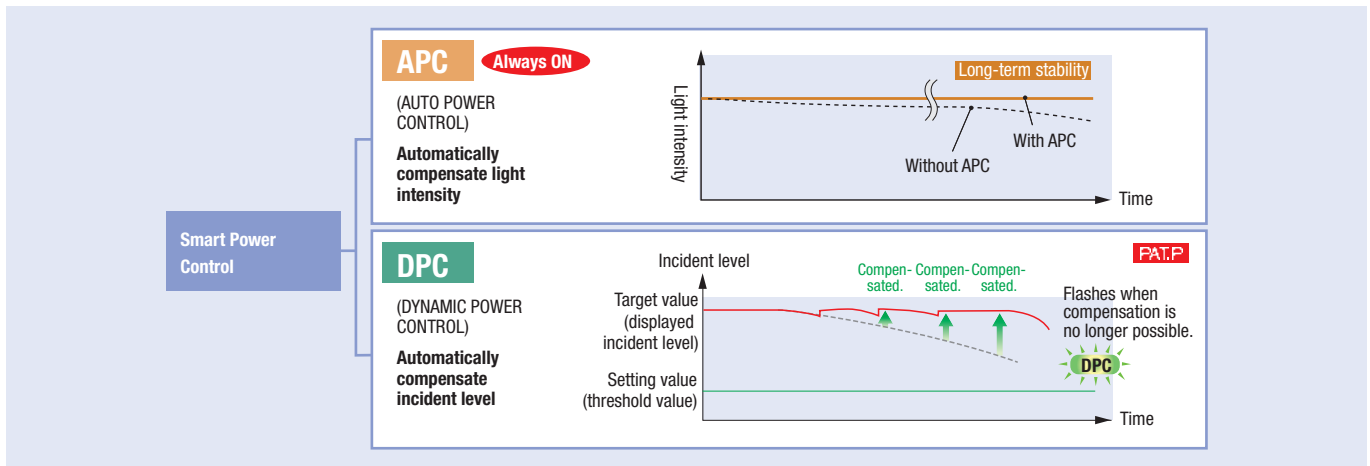 Smart Power
Control
APC
Always ON
(AUTO POWER
CONTROL)
Automatically
compensate light
intensity
Light intensity
Long-term stability
With APC
Without APC
Time
DPC
(DYNAMIC POWER
CONTROL)
Automatically
compensate
incident level
PAT.P
Incident level
Target value
(displayed
incident level)
Setting value
(threshold value)
Compen-
sated.
Compen-
sated.
Compen-
sated.
Flashes when
compensation is
no longer possible.
DPC
Time